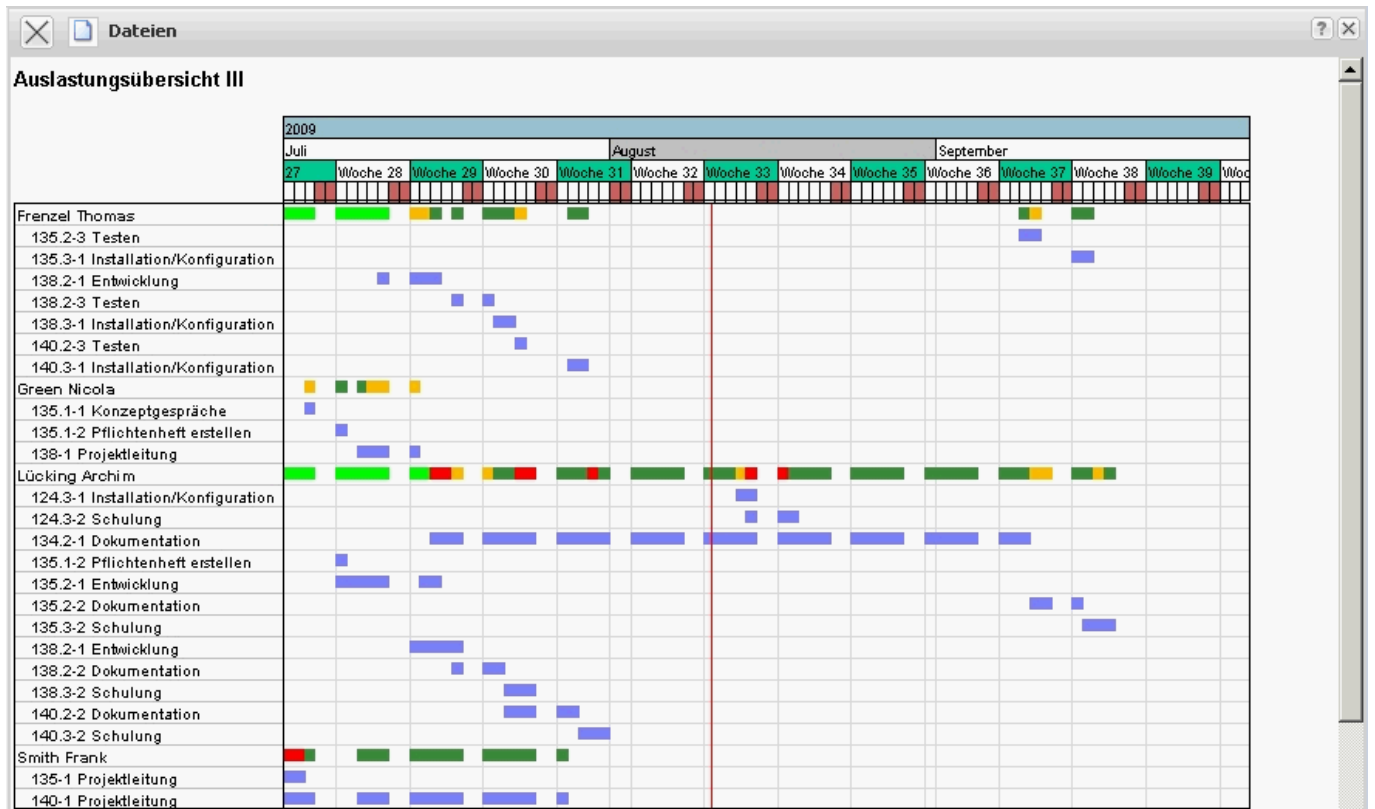 Dateien
?
Auslastungsübersicht III
2009
Juli August September
27 Woche 28 Woche 29 Woche 30 Woche 31 Woche 32 Woche 33 Woche 34 Woche 35 Woche 36 Woche 37 Woche 38 Woche 39 Woc
Frenzel Thomas
135.2-3 Testen
135.3-1 Installation/Konfiguration
138.2-1 Entwicklung
138.2-3 Testen
138.3-1 Installation/Konfiguration
140.2-3 Testen
140.3-1 Installation/Konfiguration
Green Nicola
135.1-1 Konzeptgespräche
135.1-2 Pflichtenheft erstellen
138-1 Projektleitung
Lücking Archim
124.3-1 Installation/Konfiguration
124.3-2 Schulung
134.2-1 Dokumentation
135.1-2 Pflichtenheft erstellen
135.2-1 Entwicklung
135.2-2 Dokumentation
135.3-2 Schulung
138.2-1 Entwicklung
138.2-2 Dokumentation
138.3-2 Schulung
140.2-2 Dokumentation
140.3-2 Schulung
Smith Frank
135-1 Projektleitung
140-1 Projektleitung